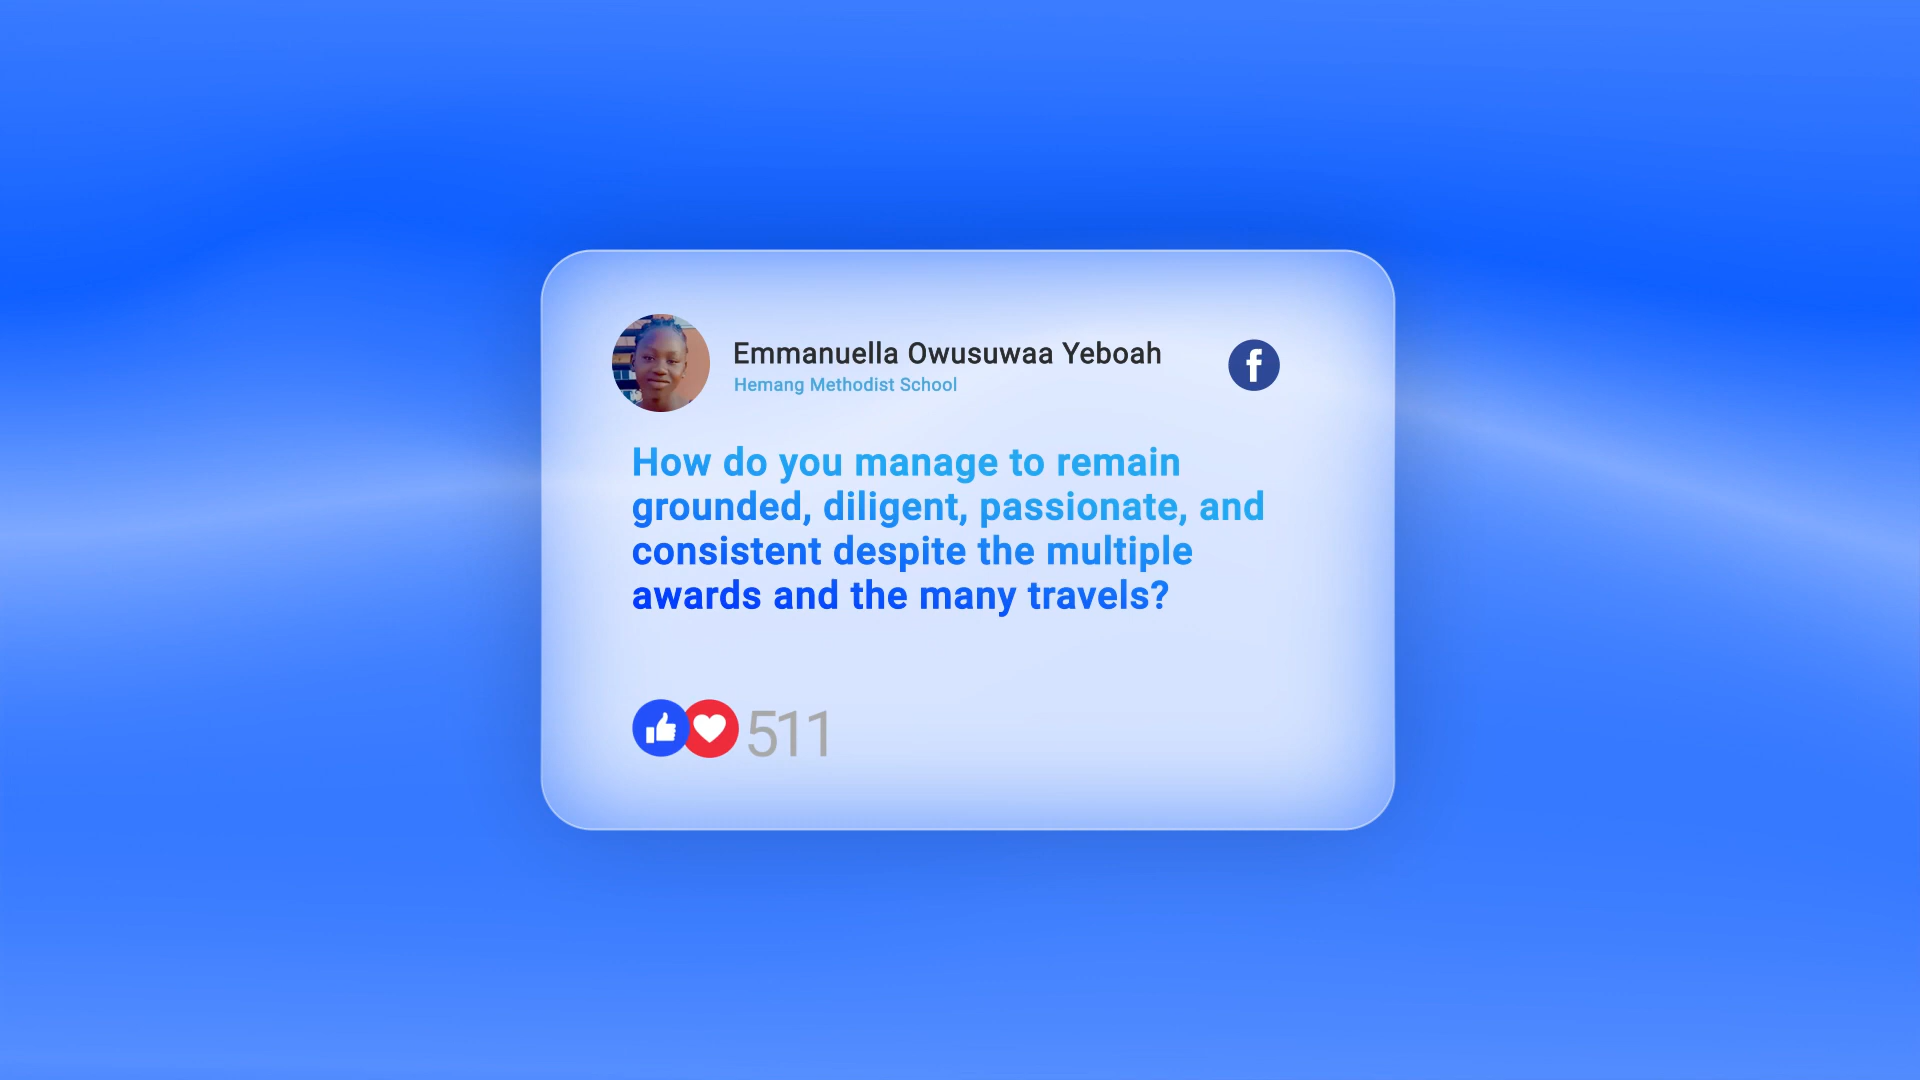 Emmanuella Owusuwaa Yeboah
Hemang Methodist School
How do you manage to remain
grounded, diligent, passionate, and
consistent despite the multiple
awards and the many travels?
511